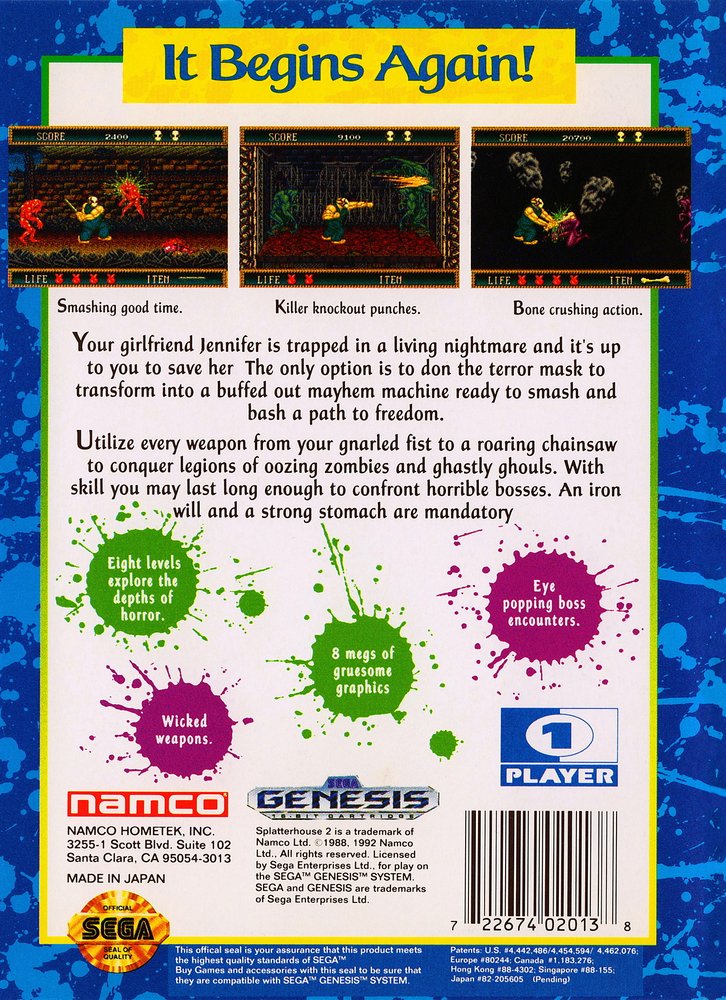 It Begins Again!
SCORE 2400
SCORE 9100
SCORE 20700
LIFE ITEM
LIFE ITEM
LIFE ITEM
Smashing good time.
Killer knockout punches.
Bone crushing action.
Your girlfriend Jennifer is trapped in a living nightmare and it's up
to you to save her The only option is to don the terror mask to
transform into a buffed out mayhem machine ready to smash and
bash a path to freedom.
Utilize every weapon from your gnarled fist to a roaring chainsaw
to conquer legions of oozing zombies and ghastly ghouls. With
skill you may last long enough to confront horrible bosses. An iron
will and a strong stomach are mandatory
Eight levels
explore the
depths of
horror.
Eye
popping boss
encounters.
8 megs of
gruesome
graphics
Wicked
weapons.
1
PLAYER
namco
NAMCO HOMETEK, INC.
3255-1 Scott Blvd. Suite 102
Santa Clara, CA 95054-3013
MADE IN JAPAN
SEGA
GENESIS
16-BIT CARTRIDGE
Splatterhouse 2 is a trademark of
Namco Ltd. ©1988, 1992 Namco
Ltd., All rights reserved. Licensed
by Sega Enterprises Ltd., for play on
the SEGA™ GENESIS™ SYSTEM.
SEGA and GENESIS are trademarks
of Sega Enterprises Ltd.
7 22674 02013 8
OFFICIAL
SEGA
SEAL OF
QUALITY
This offical seal is your assurance that this product meets
the highest quality standards of SEGA™
Buy Games and accessories with this seal to be sure that
they are compatible with SEGA™ GENESIS™ SYSTEM.
Patents: U.S. #4,442,486/4,454,594/ 4,462,076;
Europe #80244; Canada #1,183,276;
Hong Kong #88-4302; Singapore #88-155;
Japan #82-205605 (Pending)